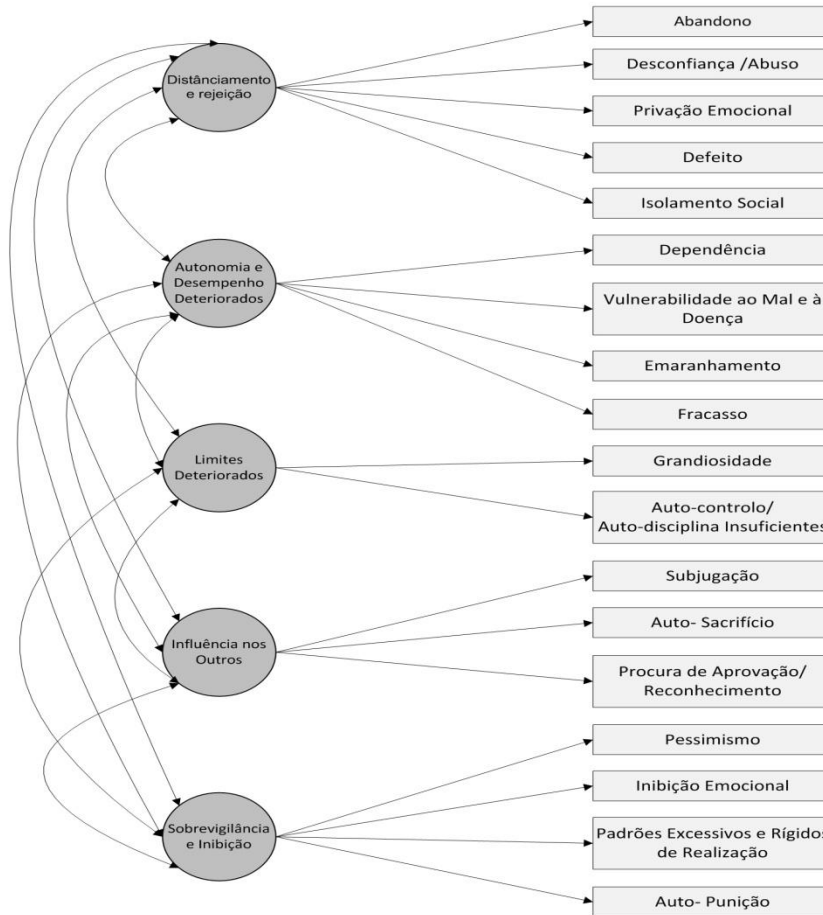 Distânciamento
e rejeição
Abandono
Desconfiança /Abuso
Privação Emocional
Defeito
Isolamento Social
Autonomia e
Desempenho
Deteriorados
Dependência
Vulnerabilidade ao Mal e à
Doença
Emaranhamento
Fracasso
Limites
Deteriorados
Grandiosidade
Auto-controlo/
Auto-disciplina Insuficientes
Influência nos
Outros
Subjugação
Auto- Sacrifício
Procura de Aprovação/
Reconhecimento
Sobrevigilância
e Inibição
Pessimismo
Inibição Emocional
Padrões Excessivos e Rígidos
de Realização
Auto- Punição